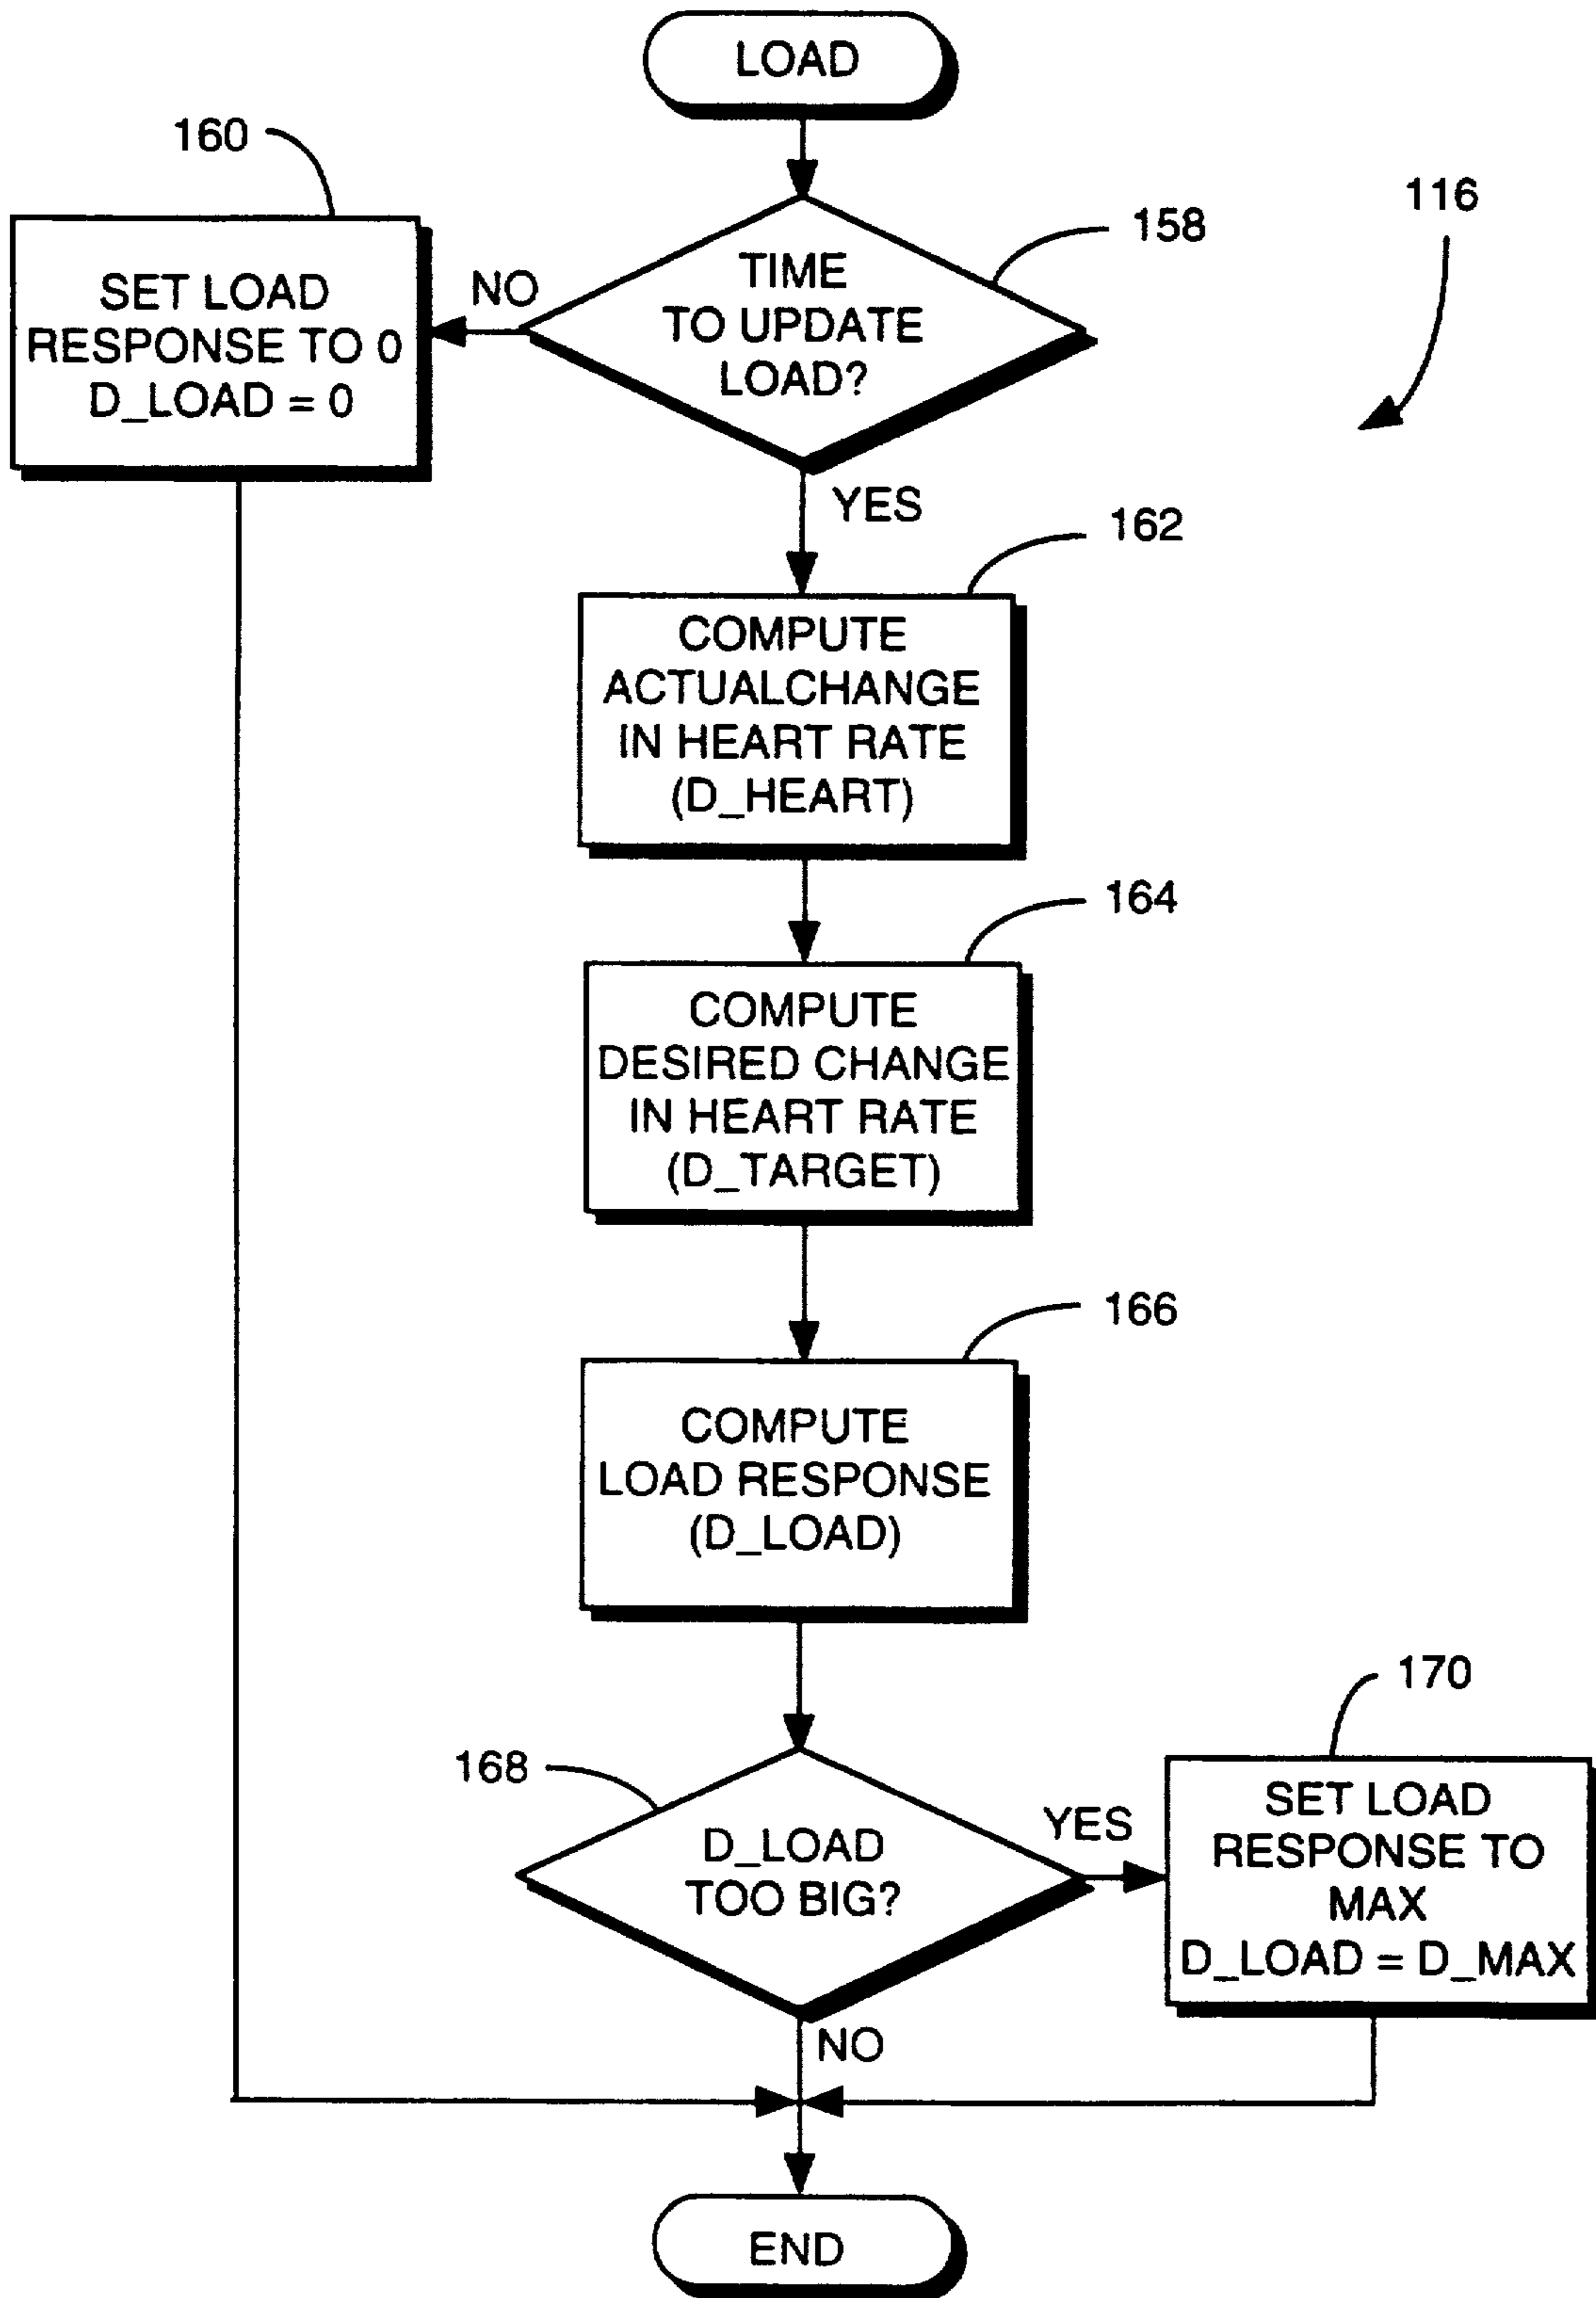 LOAD
160
116
158
SET LOAD
RESPONSE TO 0
D_LOAD = 0
NO
TIME
TO UPDATE
LOAD?
YES
162
COMPUTE
ACTUALCHANGE
IN HEART RATE
(D_HEART)
164
COMPUTE
DESIRED CHANGE
IN HEART RATE
(D_TARGET)
166
COMPUTE
LOAD RESPONSE
(D_LOAD)
168
D_LOAD
TOO BIG?
YES
170
SET LOAD
RESPONSE TO
MAX
D_LOAD = D_MAX
NO
END